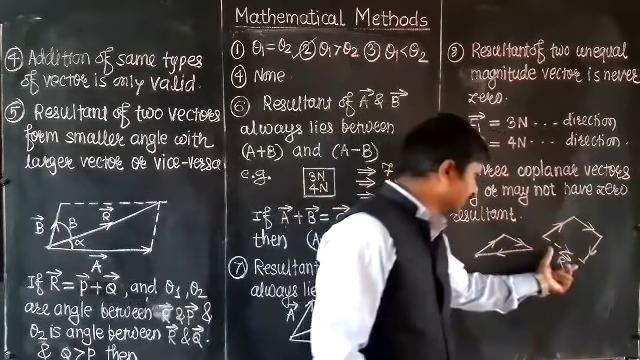 Mathematical Methods
④ Addition of same types
of vector is only valid.
⑤ Resultant of two vectors
form smaller angle with
larger vector or vice-versa
B⃗ R⃗ β α
A⃗
If R⃗ = P⃗ + Q⃗, and θ₁, θ₂
are angle between R⃗ & P⃗ &
θ₂ is angle between R⃗ & Q⃗.
& Q > P then
① θ₁ = θ₂ ② θ₁ > θ₂ ③ θ₁ < θ₂
④ None
⑥ Resultant of A⃗ & B⃗
always lies between
(A+B) and (A−B)
e.g. 3N ⇒ 7
4N ⇒
If A⃗ + B⃗ =
then (A
⑦ Resultan
always lie
A⃗
⑧ Resultant of two unequal
magnitude vector is never
zero.
= 3N ... direction
= 4N ... direction.
coplanar vectors
or may not have zero
resultant.